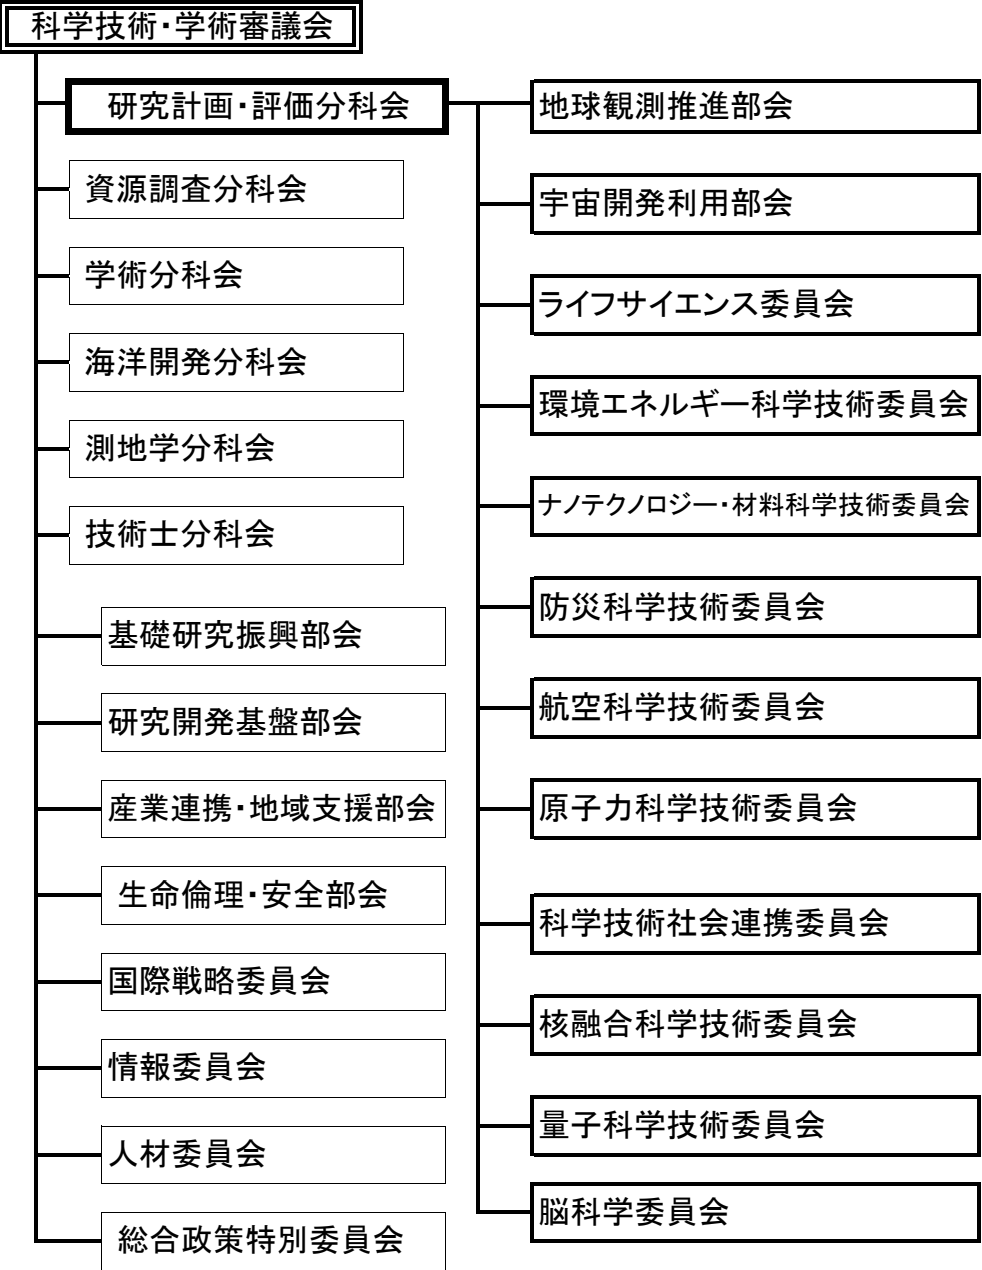 科学技術・学術審議会
研究計画・評価分科会
資源調査分科会
学術分科会
海洋開発分科会
測地学分科会
技術士分科会
基礎研究振興部会
研究開発基盤部会
産業連携・地域支援部会
生命倫理・安全部会
国際戦略委員会
情報委員会
人材委員会
総合政策特別委員会
地球観測推進部会
宇宙開発利用部会
ライフサイエンス委員会
環境エネルギー科学技術委員会
ナノテクノロジー・材料科学技術委員会
防災科学技術委員会
航空科学技術委員会
原子力科学技術委員会
科学技術社会連携委員会
核融合科学技術委員会
量子科学技術委員会
脳科学委員会